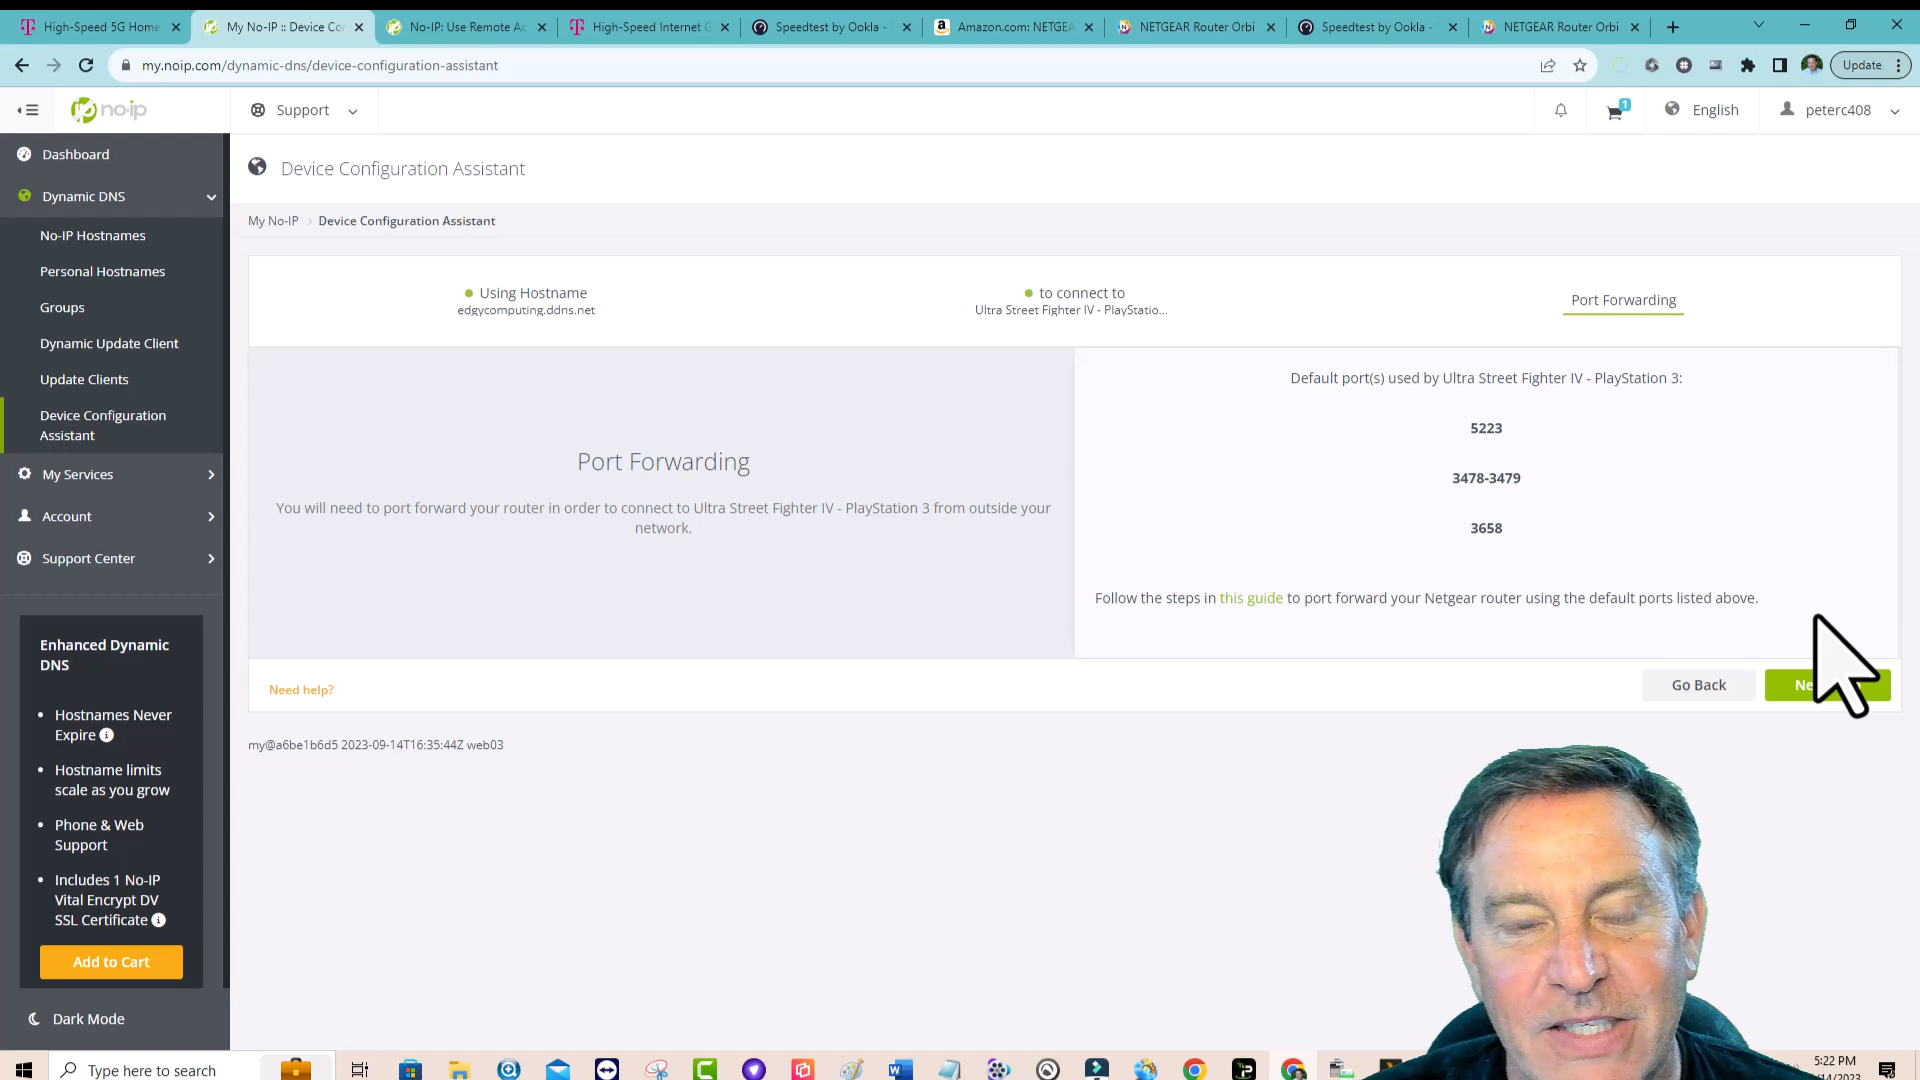 High-Speed 5G Home
My No-IP :: Device Co
No-IP: Use Remote Ac
High-Speed Internet G
Speedtest by Ookla -
Amazon.com: NETGEA
NETGEAR Router Orbi
Speedtest by Ookla -
NETGEAR Router Orbi
my.noip.com/dynamic-dns/device-configuration-assistant
Update
no-ip
Support
1
English
peterc408
Dashboard
Dynamic DNS
No-IP Hostnames
Personal Hostnames
Groups
Dynamic Update Client
Update Clients
Device Configuration
Assistant
My Services
Account
Support Center
Enhanced Dynamic
DNS
• Hostnames Never
Expire
• Hostname limits
scale as you grow
• Phone & Web
Support
• Includes 1 No-IP
Vital Encrypt DV
SSL Certificate
Add to Cart
Dark Mode
Device Configuration Assistant
My No-IP > Device Configuration Assistant
Using Hostname
edgycomputing.ddns.net
to connect to
Ultra Street Fighter IV - PlayStatio...
Port Forwarding
Port Forwarding
You will need to port forward your router in order to connect to Ultra Street Fighter IV - PlayStation 3 from outside your
network.
Default port(s) used by Ultra Street Fighter IV - PlayStation 3:
5223
3478-3479
3658
Follow the steps in this guide to port forward your Netgear router using the default ports listed above.
Need help?
Go Back
my@a6be1b6d5 2023-09-14T16:35:44Z web03
Type here to search
5:22 PM